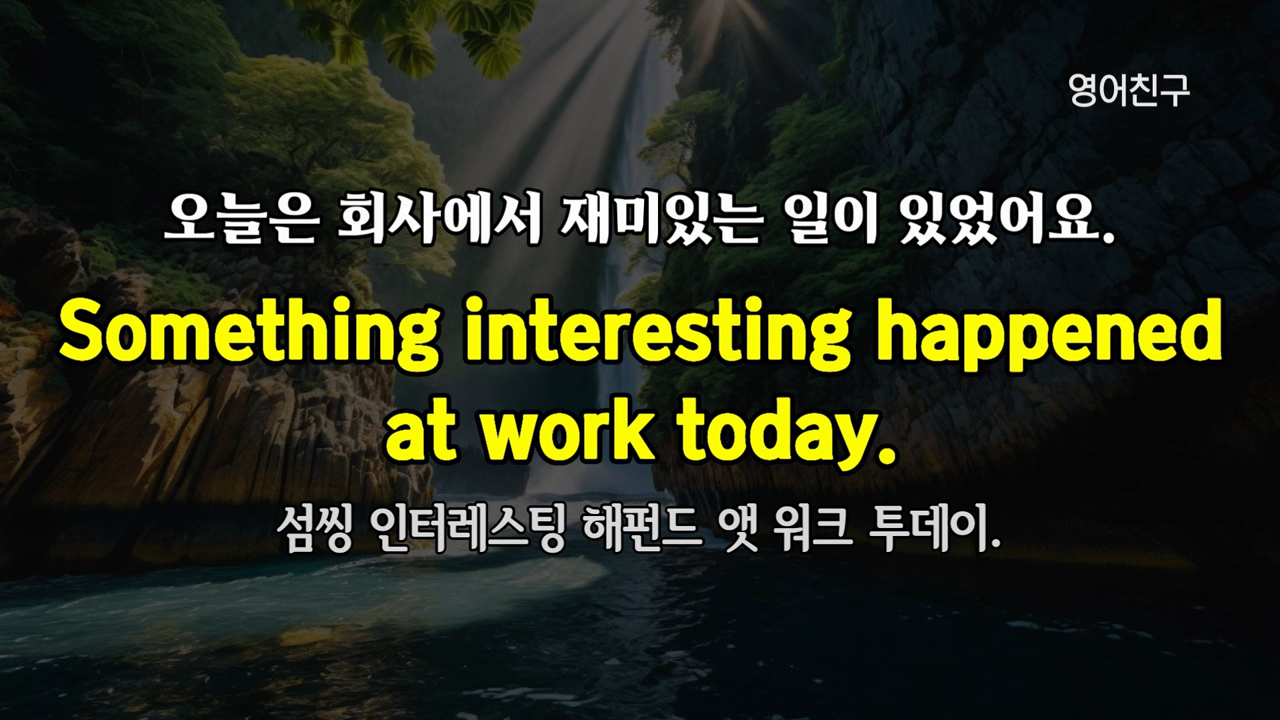 영어친구
오늘은 회사에서 재미있는 일이 있었어요.
Something interesting happened
at work today.
섬씽 인터레스팅 해펀드 앳 워크 투데이.